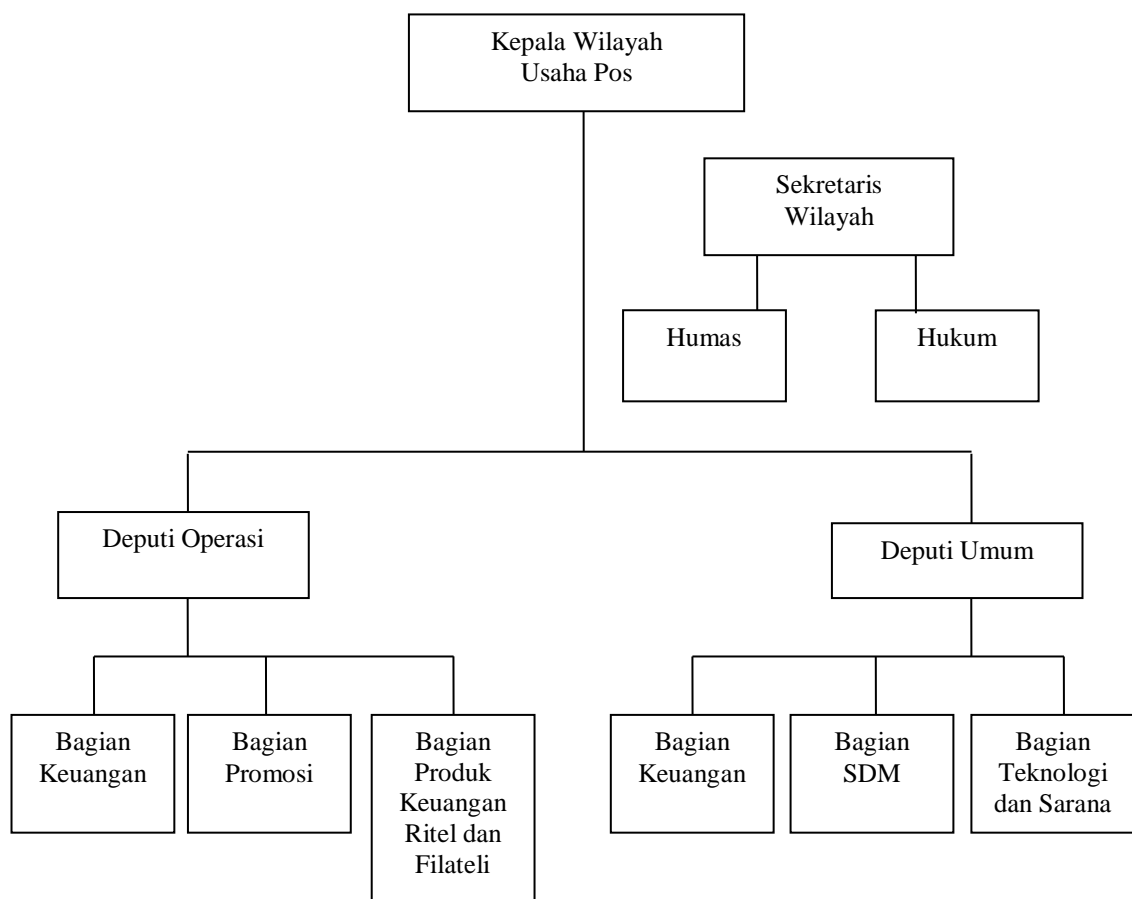 Kepala Wilayah
Usaha Pos
Sekretaris
Wilayah
Humas
Hukum
Deputi Operasi
Deputi Umum
Bagian
Keuangan
Bagian
Promosi
Bagian
Produk
Keuangan
Ritel dan
Filateli
Bagian
Keuangan
Bagian
SDM
Bagian
Teknologi
dan Sarana